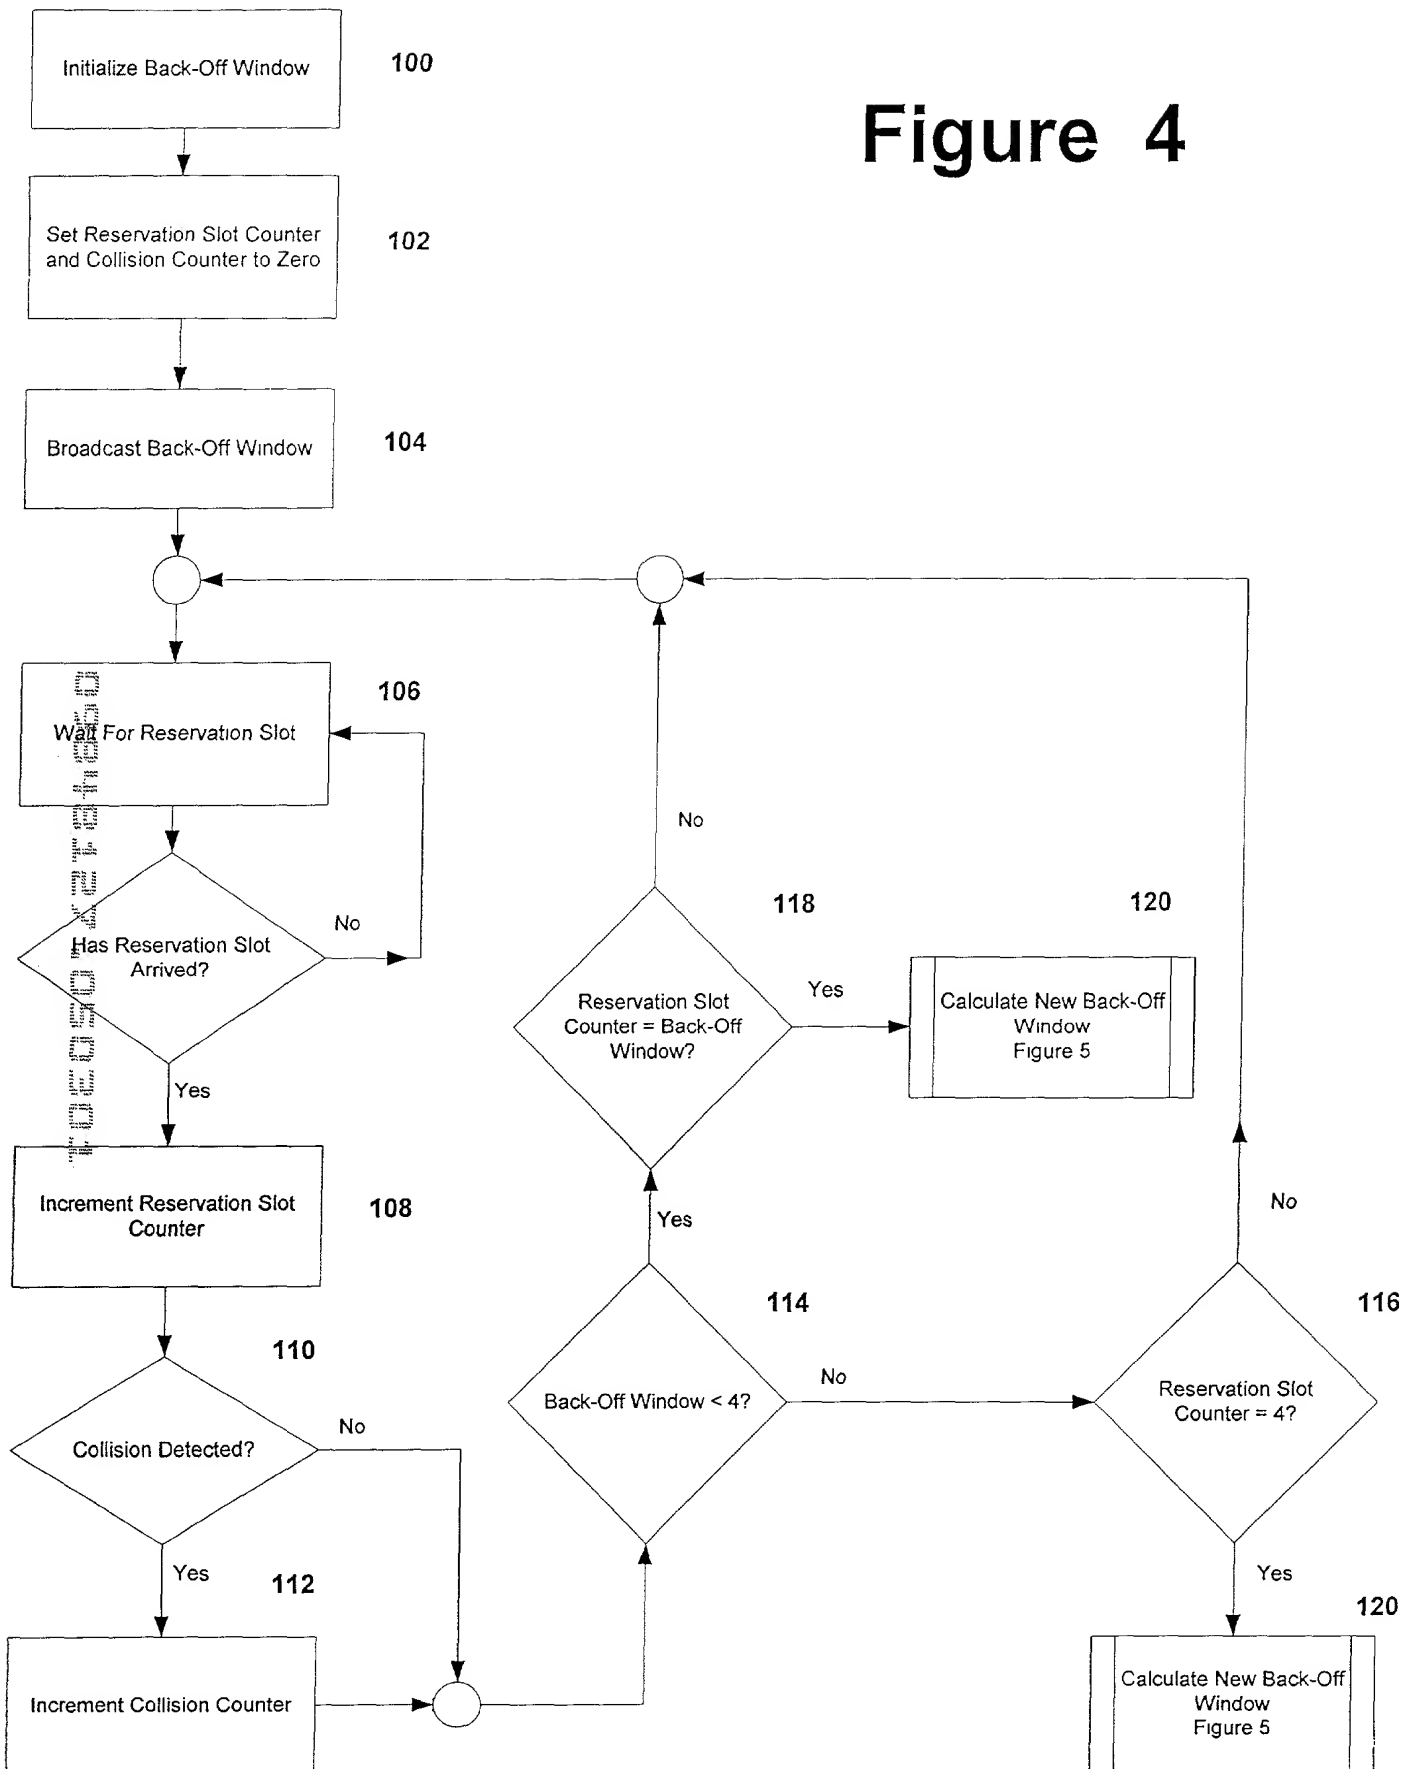 Initialize Back-Off Window
100
Figure 4
Set Reservation Slot Counter
and Collision Counter to Zero
102
Broadcast Back-Off Window
104
106
Wait For Reservation Slot
No
Has Reservation Slot
Arrived?
Yes
Increment Reservation Slot
Counter
108
110
Collision Detected?
No
Yes
112
Increment Collision Counter
114
Back-Off Window < 4?
Yes
No
118
Reservation Slot
Counter = Back-Off
Window?
No
Yes
120
Calculate New Back-Off
Window
Figure 5
116
Reservation Slot
Counter = 4?
No
Yes
120
Calculate New Back-Off
Window
Figure 5